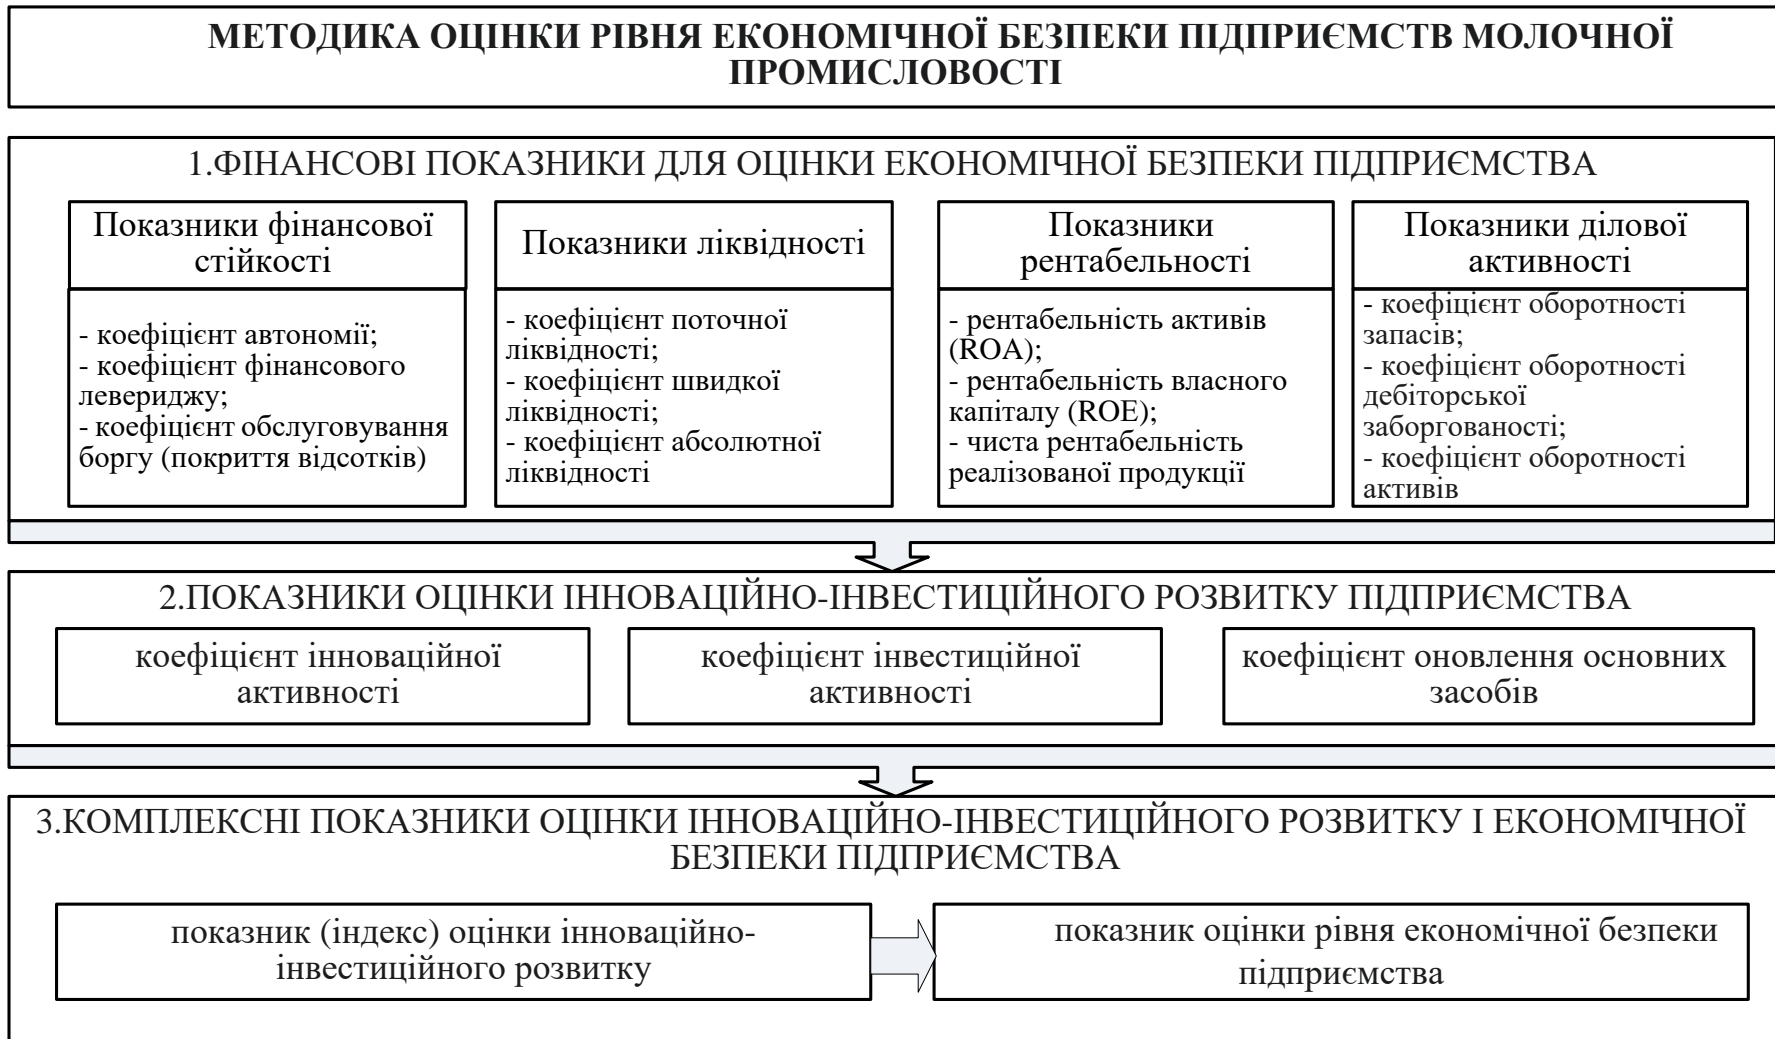 МЕТОДИКА ОЦІНКИ РІВНЯ ЕКОНОМІЧНОЇ БЕЗПЕКИ ПІДПРИЄМСТВ МОЛОЧНОЇ
ПРОМИСЛОВОСТІ
1.ФІНАНСОВІ ПОКАЗНИКИ ДЛЯ ОЦІНКИ ЕКОНОМІЧНОЇ БЕЗПЕКИ ПІДПРИЄМСТВА
Показники фінансової
стійкості
- коефіцієнт автономії;
- коефіцієнт фінансового
левериджу;
- коефіцієнт обслуговування
боргу (покриття відсотків)
Показники ліквідності
- коефіцієнт поточної
ліквідності;
- коефіцієнт швидкої
ліквідності;
- коефіцієнт абсолютної
ліквідності
Показники
рентабельності
- рентабельність активів
(ROA);
- рентабельність власного
капіталу (ROE);
- чиста рентабельність
реалізованої продукції
Показники ділової
активності
- коефіцієнт оборотності
запасів;
- коефіцієнт оборотності
дебіторської
заборгованості;
- коефіцієнт оборотності
активів
2.ПОКАЗНИКИ ОЦІНКИ ІННОВАЦІЙНО-ІНВЕСТИЦІЙНОГО РОЗВИТКУ ПІДПРИЄМСТВА
коефіцієнт інноваційної
активності
коефіцієнт інвестиційної
активності
коефіцієнт оновлення основних
засобів
3.КОМПЛЕКСНІ ПОКАЗНИКИ ОЦІНКИ ІННОВАЦІЙНО-ІНВЕСТИЦІЙНОГО РОЗВИТКУ І ЕКОНОМІЧНОЇ
БЕЗПЕКИ ПІДПРИЄМСТВА
показник (індекс) оцінки інноваційно-
інвестиційного розвитку
показник оцінки рівня економічної безпеки
підприємства